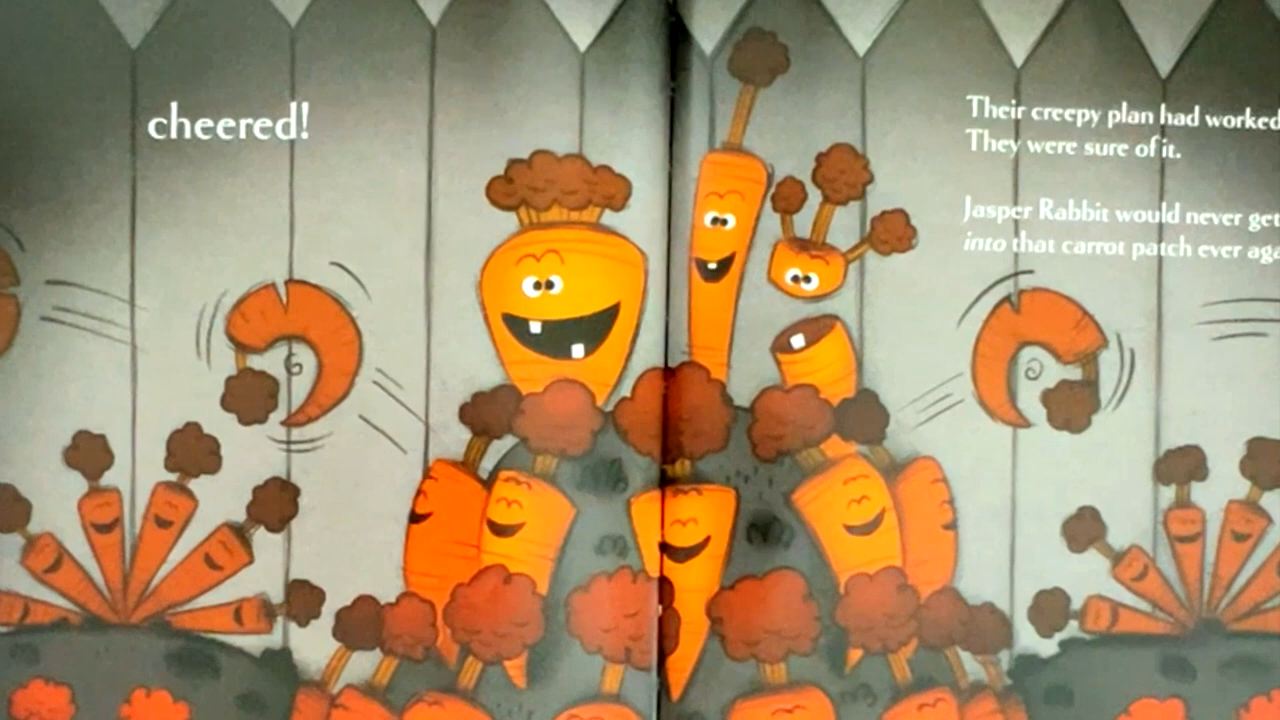 cheered!
Their creepy plan had worked
They were sure of it.
Jasper Rabbit would never get
into that carrot patch ever